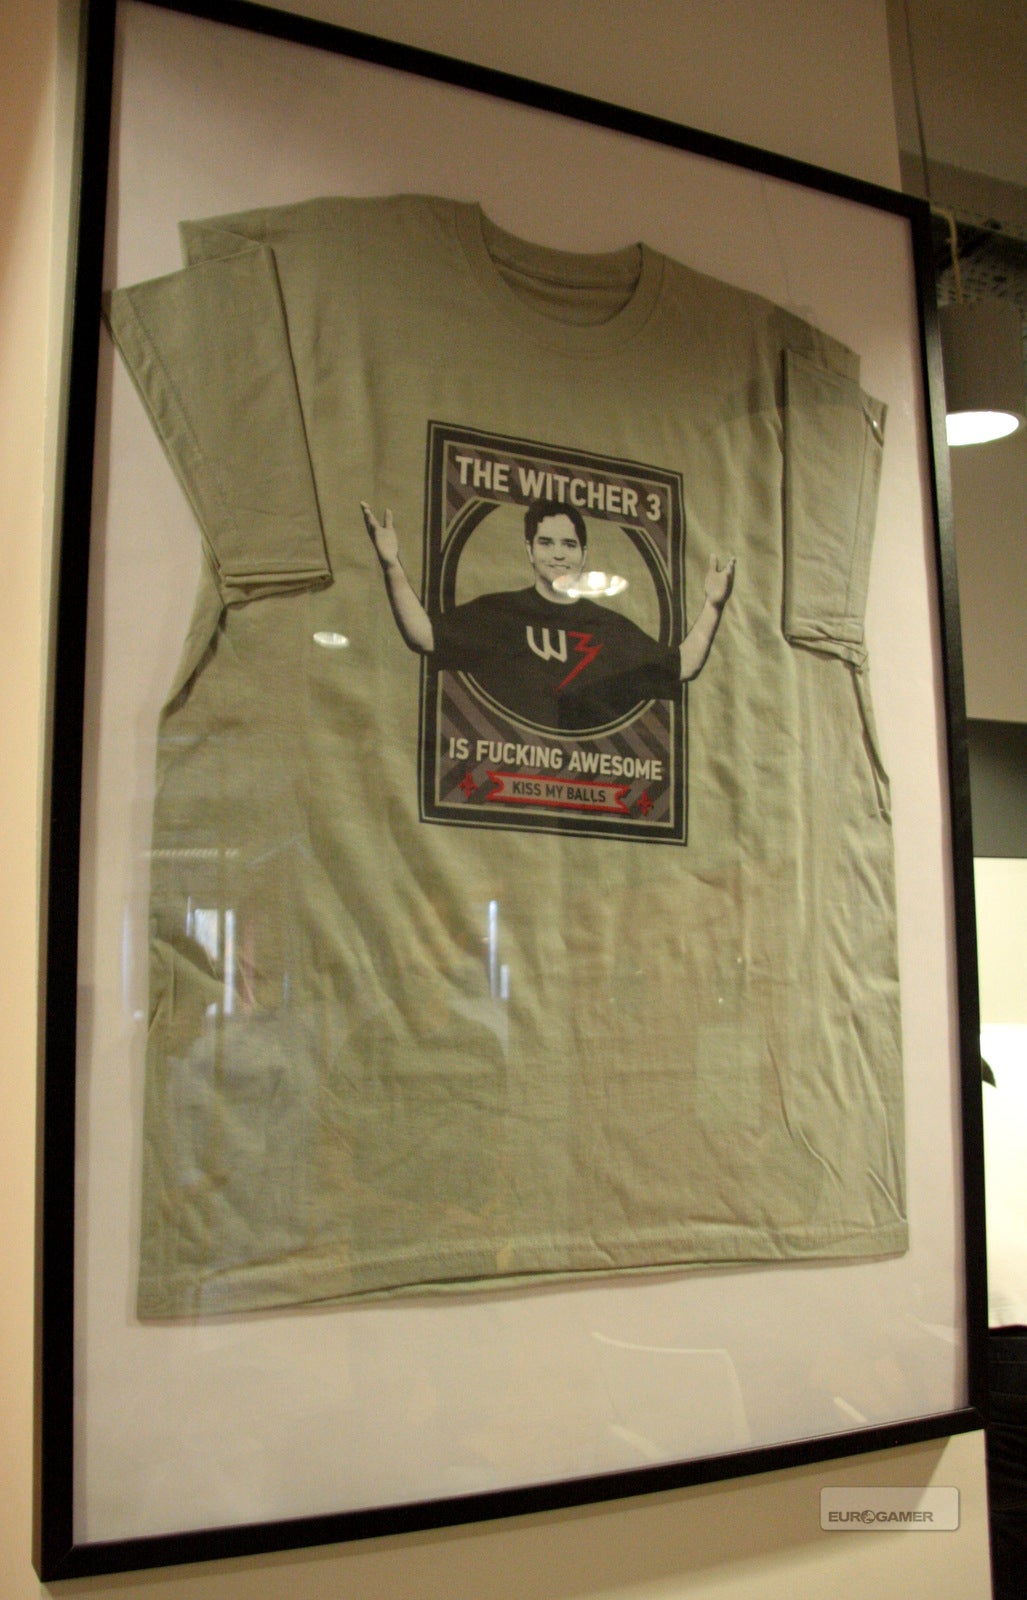 THE WITCHER 3
W3
IS FUCKING AWESOME
KISS MY BALLS
EUROGAMER